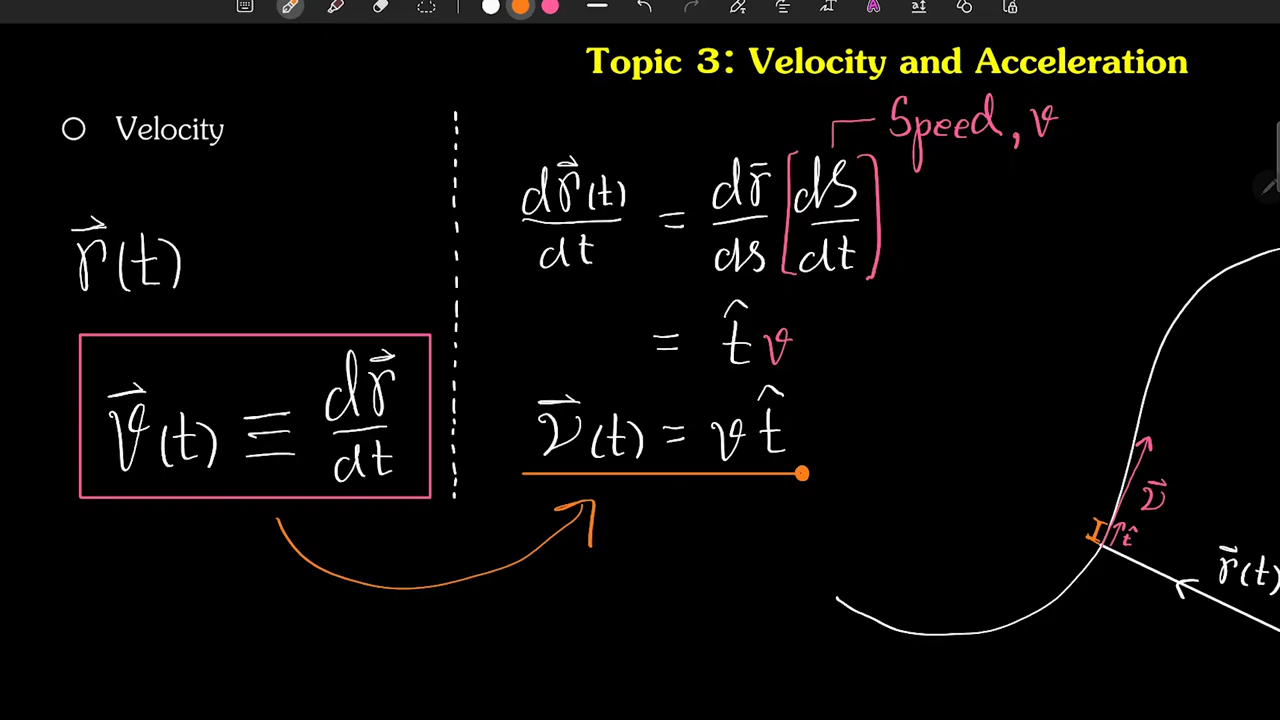 Topic 3: Velocity and Acceleration
○ Velocity
Speed, v
r⃗(t)
dr⃗(t)/dt = dr̄/ds [ds/dt]
= t̂ v
v⃗(t) ≡ dr⃗/dt
v⃗(t) = v t̂
v⃗
I t̂
r⃗(t)